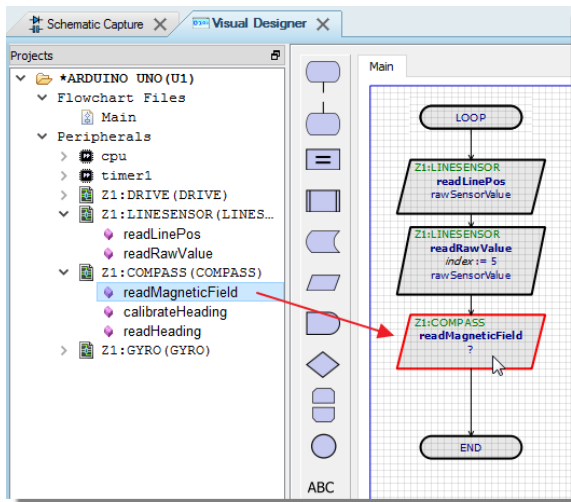 Schematic Capture
Visual Designer
Projects
*ARDUINO UNO(U1)
Flowchart Files
Main
Peripherals
cpu
timer1
Z1:DRIVE(DRIVE)
Z1:LINESENSOR(LINES...
readLinePos
readRawValue
Z1:COMPASS(COMPASS)
readMagneticField
calibrateHeading
readHeading
Z1:GYRO(GYRO)
ABC
Main
LOOP
Z1:LINESENSOR
readLinePos
rawSensorValue
Z1:LINESENSOR
readRawValue
index := 5
rawSensorValue
Z1:COMPASS
readMagneticField
?
END